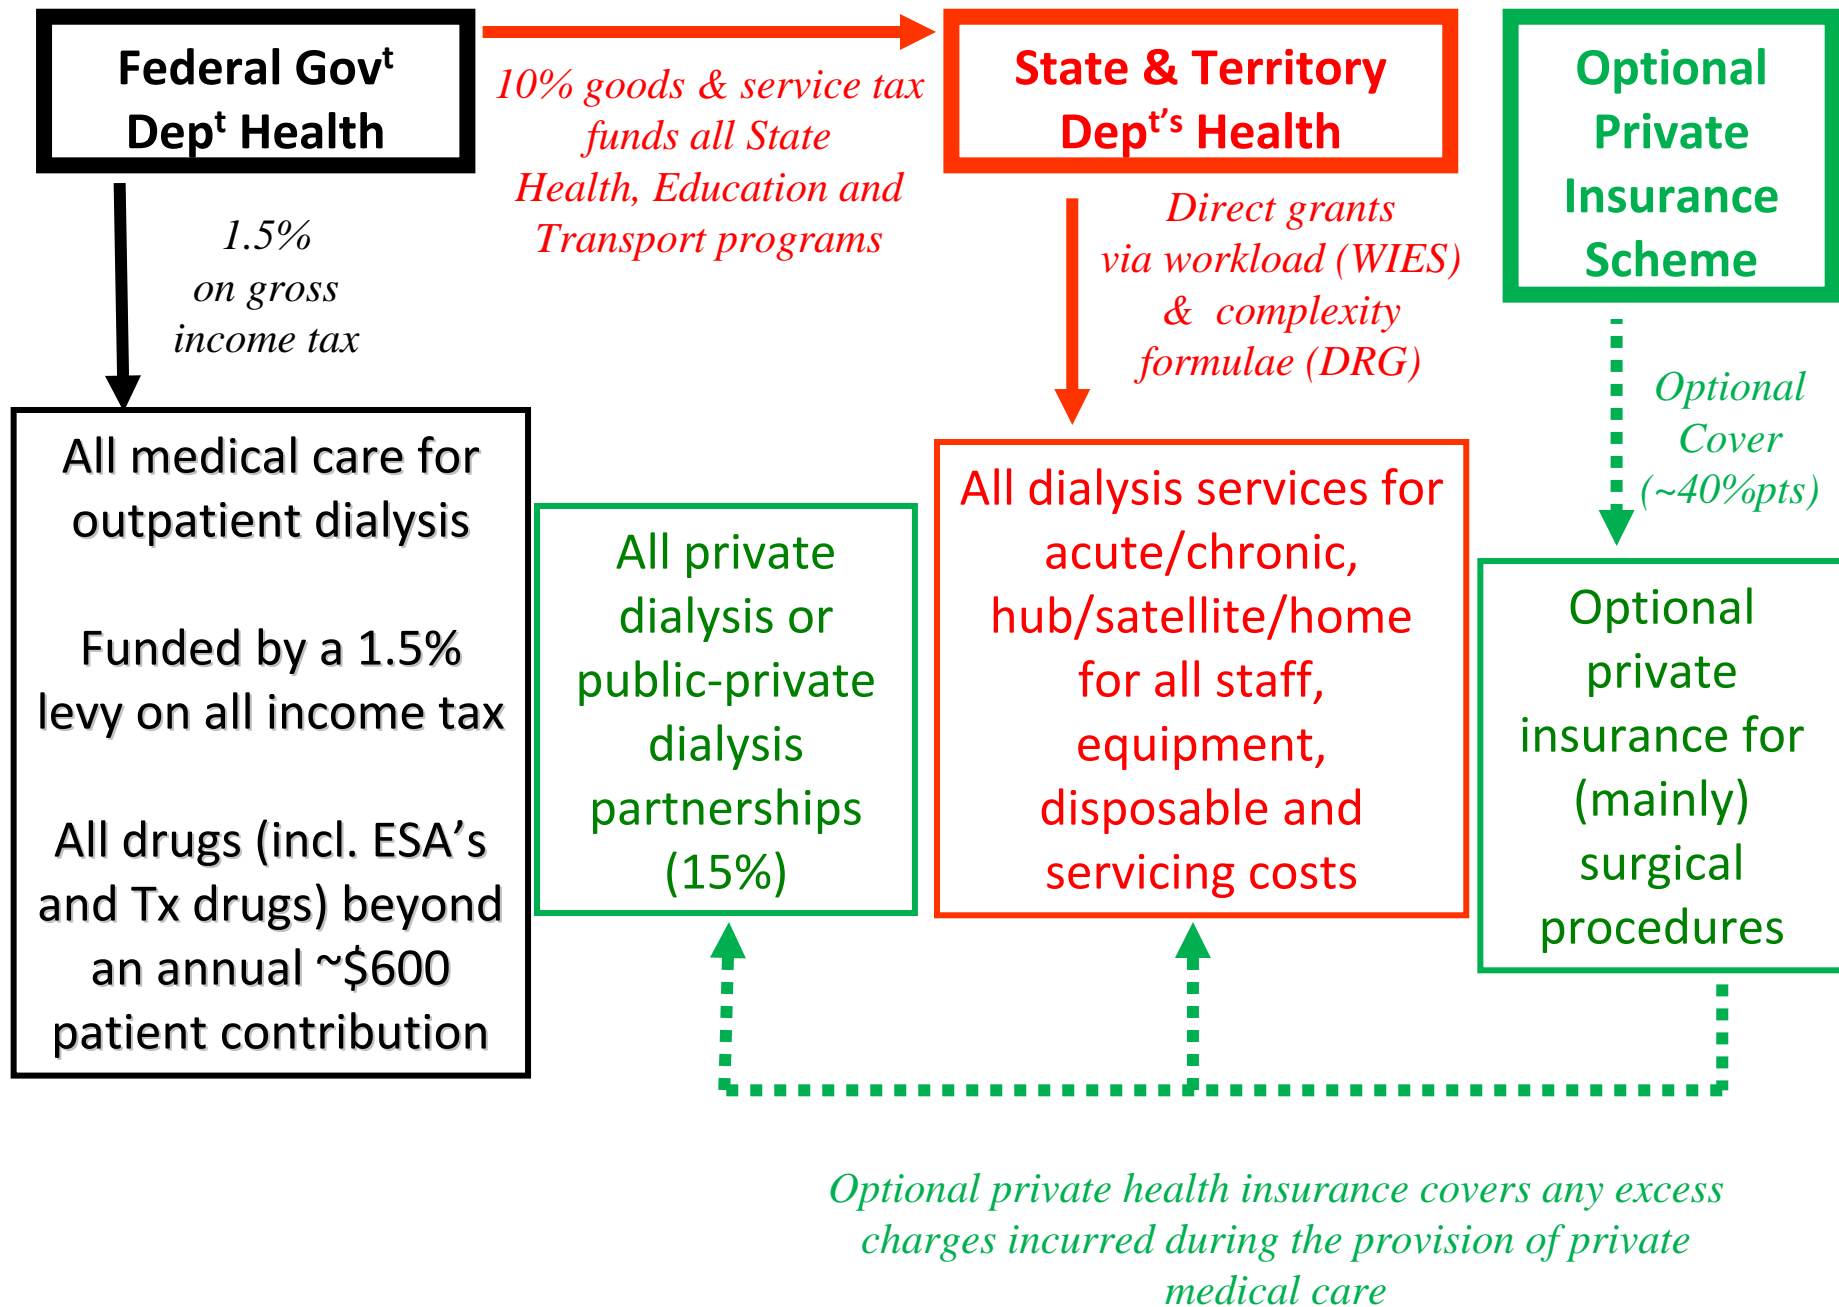 Federal Govᵗ
Depᵗ Health
10% goods & service tax
funds all State
Health, Education and
Transport programs
State & Territory
Depᵗ’ˢ Health
Optional
Private
Insurance
Scheme
1.5%
on gross
income tax
Direct grants
via workload (WIES)
& complexity
formulae (DRG)
Optional
Cover
(~40%pts)
All medical care for
outpatient dialysis
Funded by a 1.5%
levy on all income tax
All drugs (incl. ESA’s
and Tx drugs) beyond
an annual ~$600
patient contribution
All private
dialysis or
public-private
dialysis
partnerships
(15%)
All dialysis services for
acute/chronic,
hub/satellite/home
for all staff,
equipment,
disposable and
servicing costs
Optional
private
insurance for
(mainly)
surgical
procedures
Optional private health insurance covers any excess
charges incurred during the provision of private
medical care